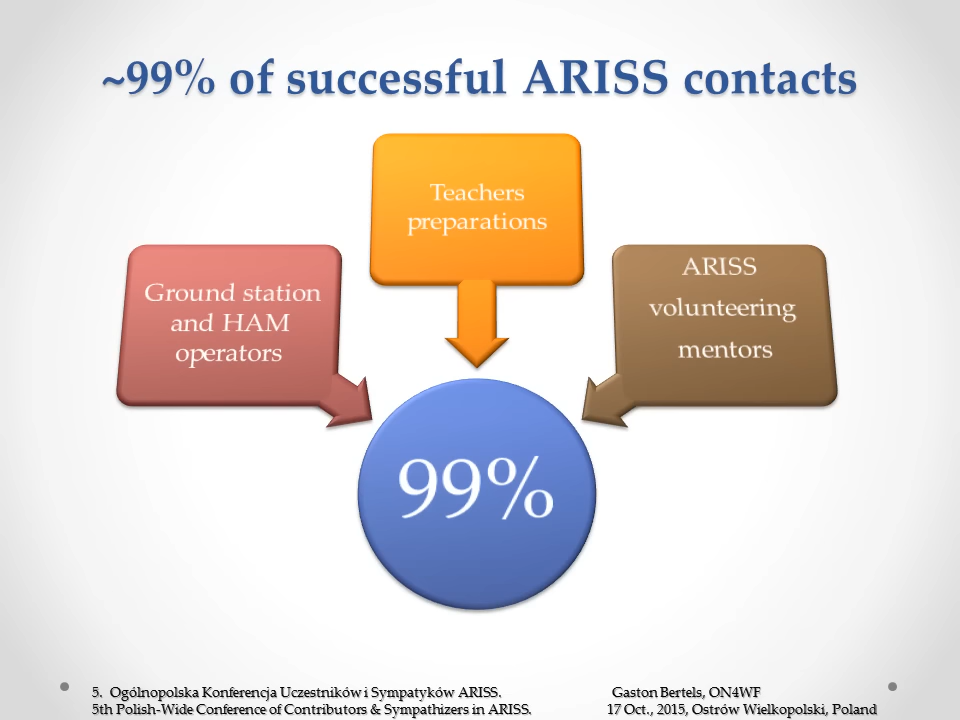 ~99% of successful ARISS contacts
Teachers
preparations
Ground station
and HAM
operators
ARISS
volunteering
mentors
99%
5. Ogólnopolska Konferencja Uczestników i Sympatyków ARISS. Gaston Bertels, ON4WF
5th Polish-Wide Conference of Contributors & Sympathizers in ARISS. 17 Oct., 2015, Ostrów Wielkopolski, Poland